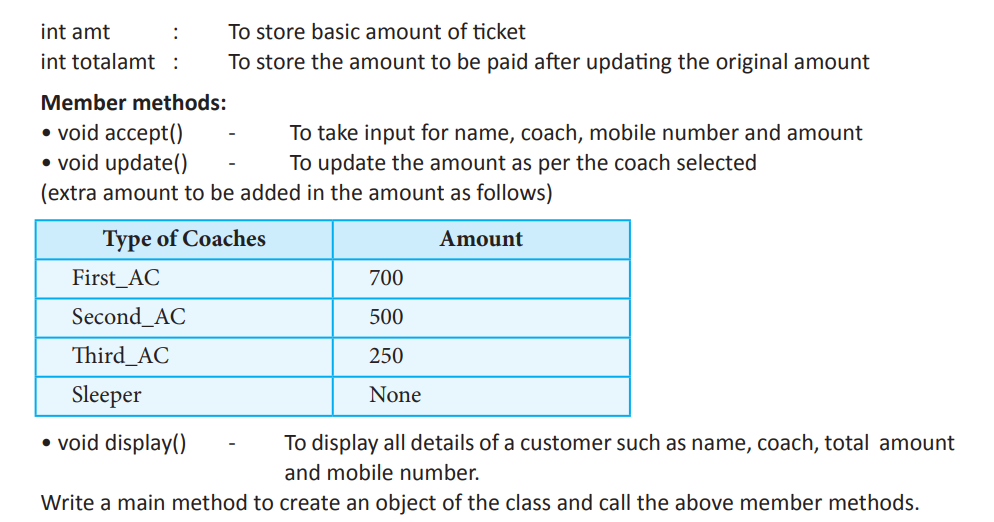 int amt : To store basic amount of ticket
int totalamt : To store the amount to be paid after updating the original amount
Member methods:
• void accept() - To take input for name, coach, mobile number and amount
• void update() - To update the amount as per the coach selected
(extra amount to be added in the amount as follows)
Type of Coaches Amount
First_AC 700
Second_AC 500
Third_AC 250
Sleeper None
• void display() - To display all details of a customer such as name, coach, total amount
and mobile number.
Write a main method to create an object of the class and call the above member methods.